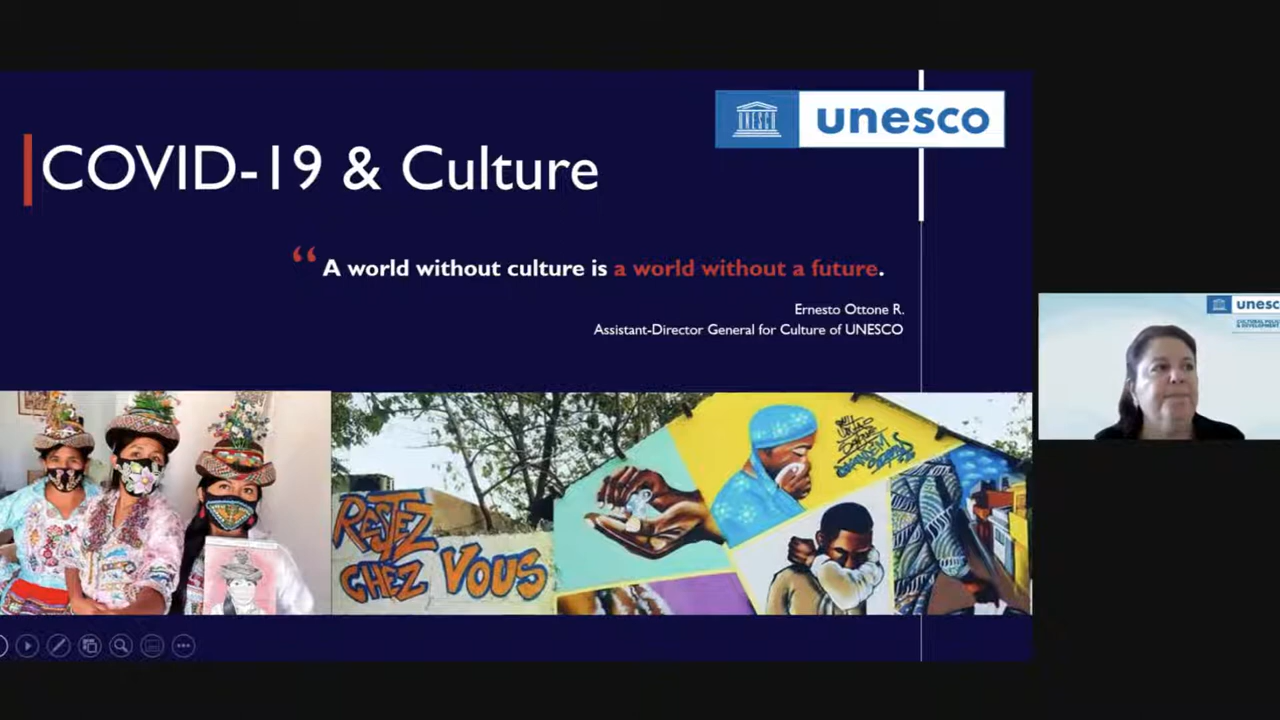 UNESCO
unesco
COVID-19 & Culture
“ A world without culture is a world without a future.
Ernesto Ottone R.
Assistant-Director General for Culture of UNESCO
RESTEZ
CHEZ VOUS
unesc